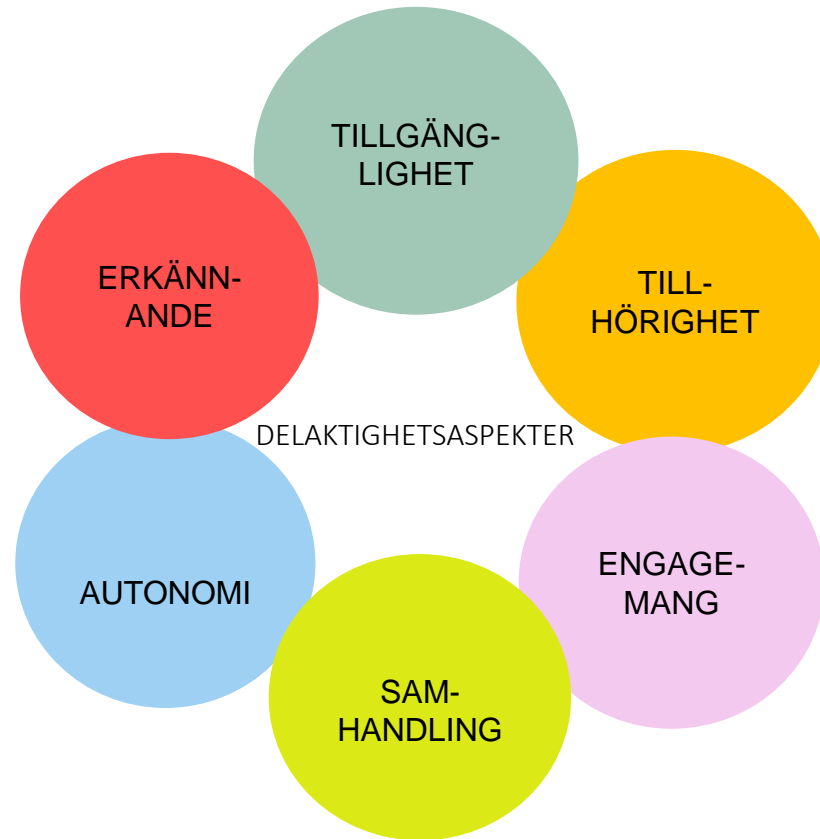 TILLGÄNG-
LIGHET
ERKÄNN-
ANDE
TILL-
HÖRIGHET
DELAKTIGHETSASPEKTER
AUTONOMI
ENGAGE-
MANG
SAM-
HANDLING